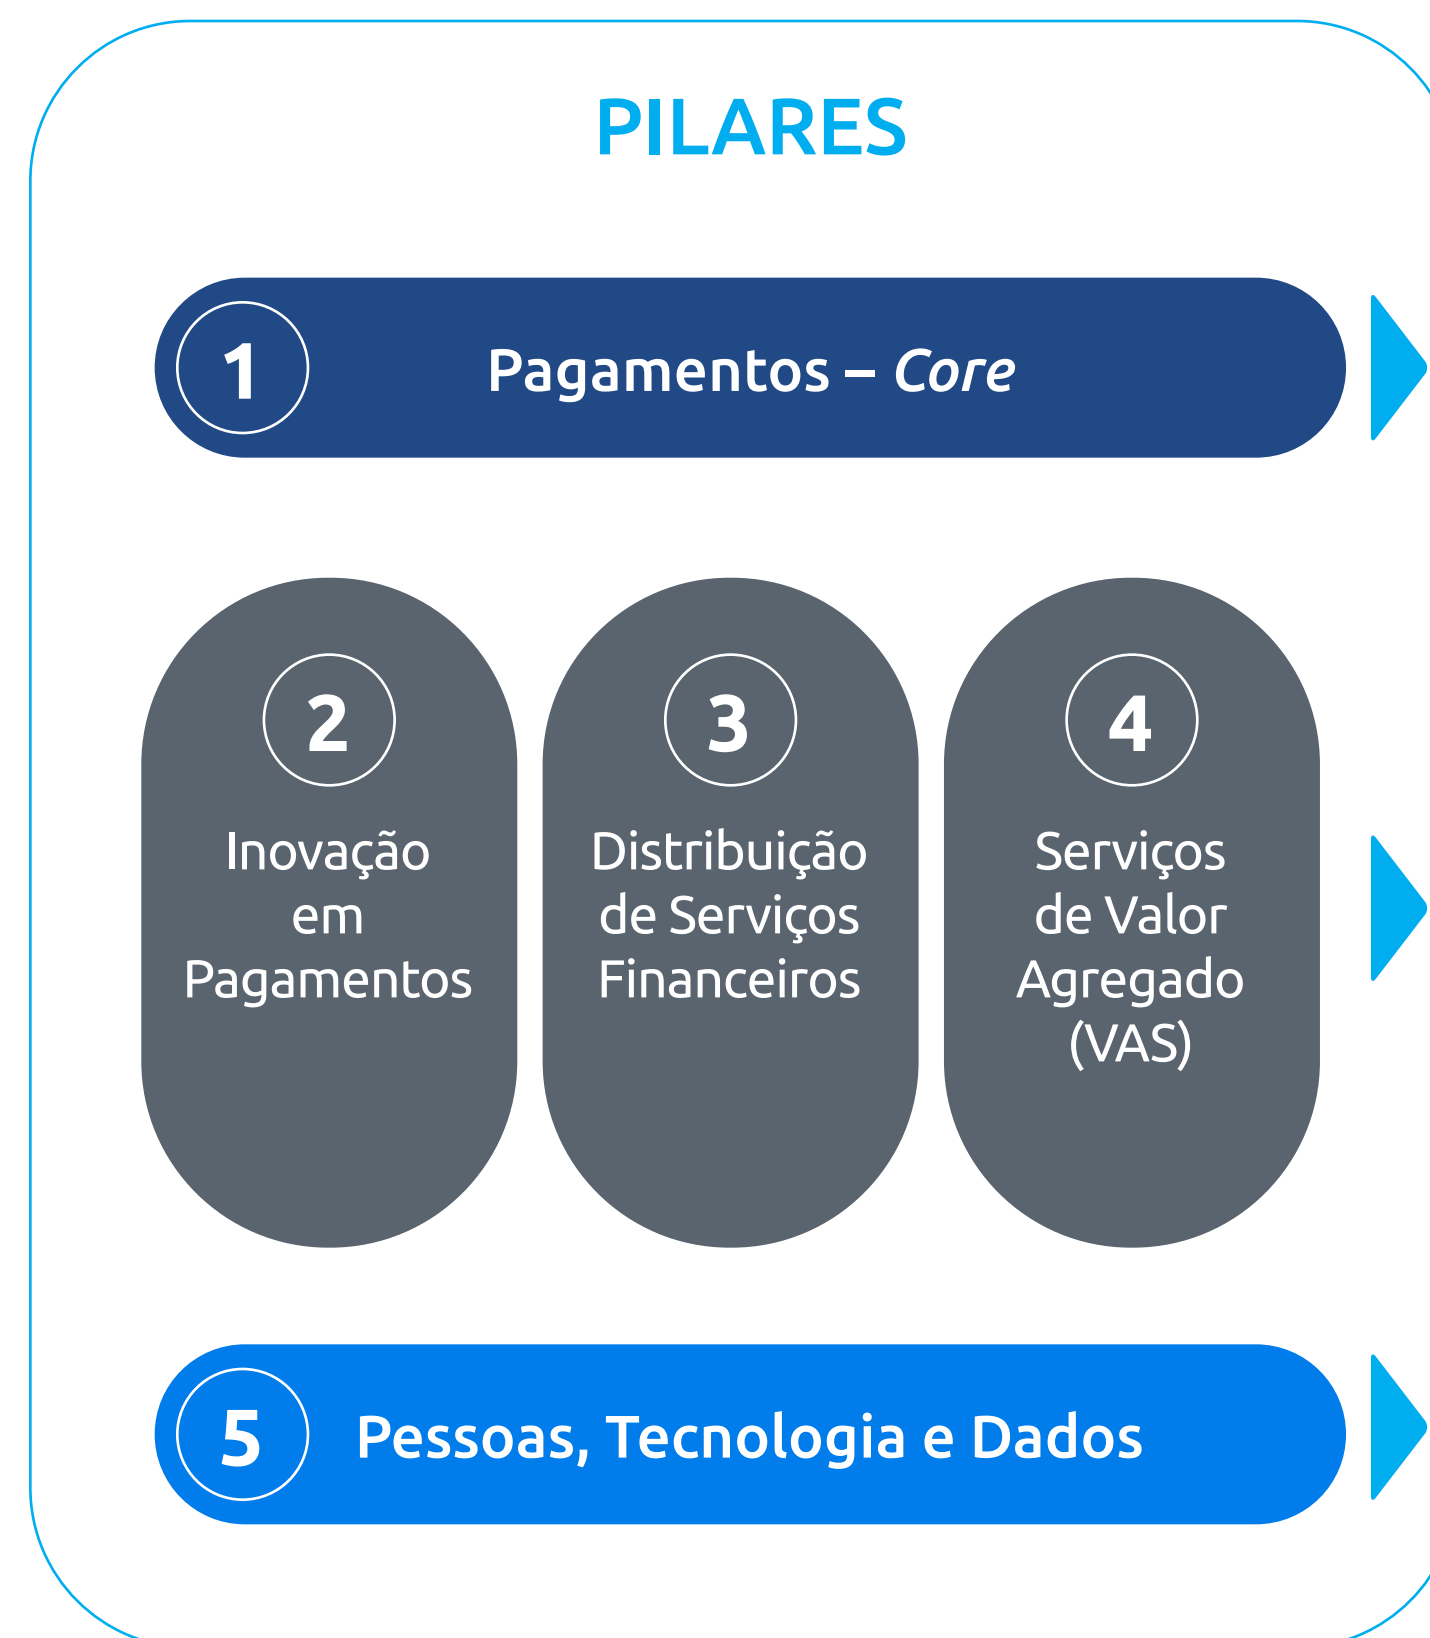 PILARES
1
Pagamentos – Core
2
Inovação
em
Pagamentos
3
Distribuição
de Serviços
Financeiros
4
Serviços
de Valor
Agregado
(VAS)
5
Pessoas, Tecnologia e Dados